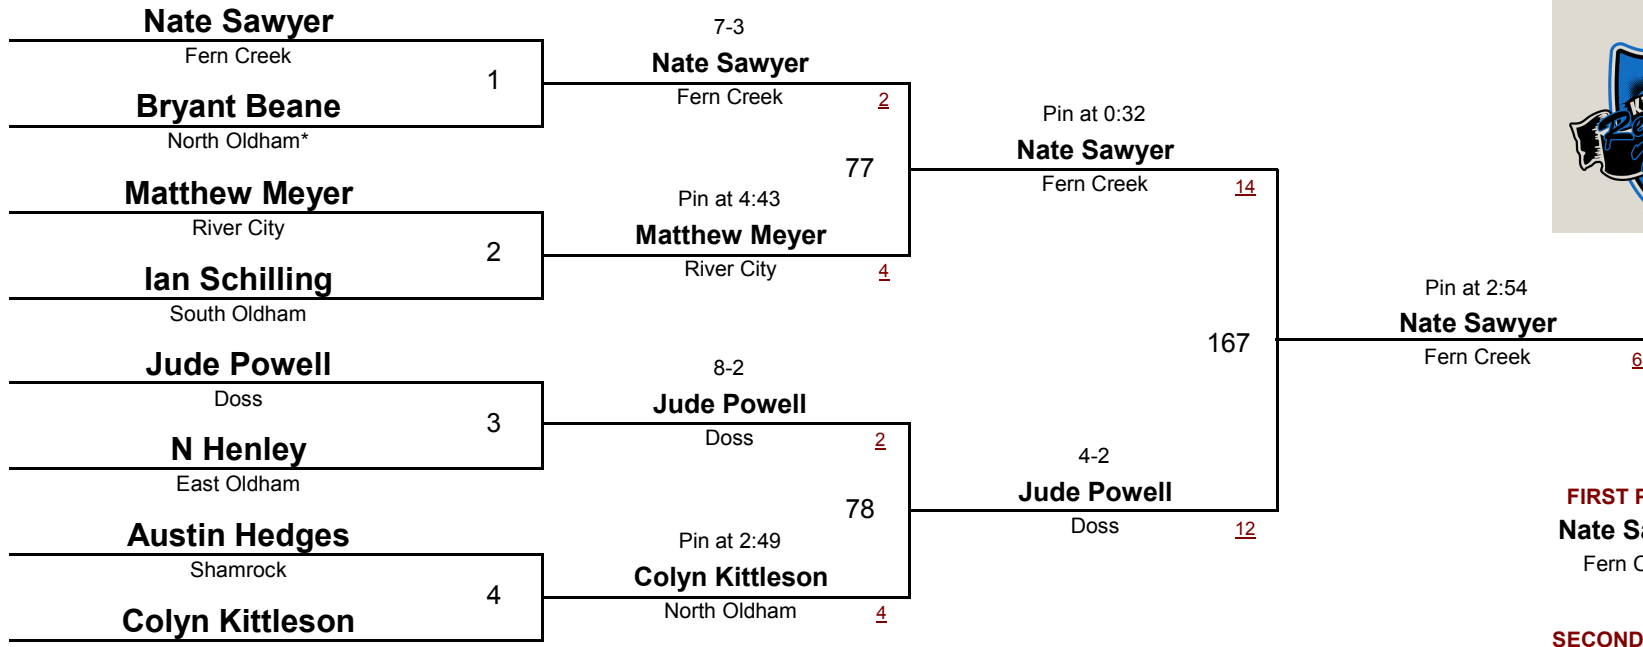 Nate Sawyer
Fern Creek
1
Bryant Beane
North Oldham*
Matthew Meyer
River City
2
Ian Schilling
South Oldham
Jude Powell
Doss
3
N Henley
East Oldham
Austin Hedges
Shamrock
4
Colyn Kittleson
7-3
Nate Sawyer
Fern Creek
2
77
Pin at 4:43
Matthew Meyer
River City
4
8-2
Jude Powell
Doss
2
78
Pin at 2:49
Colyn Kittleson
North Oldham
4
Pin at 0:32
Nate Sawyer
Fern Creek
14
167
4-2
Jude Powell
Doss
12
Pin at 2:54
Nate Sawyer
Fern Creek
6
FIRST
Nate
Fern
SECOND